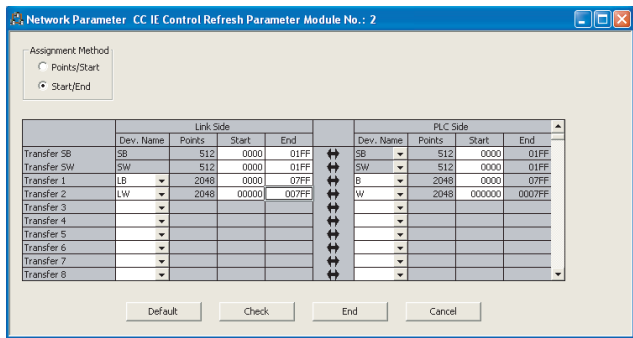 Network Parameter CC IE Control Refresh Parameter Module No.: 2
Assignment Method
Points/Start
Start/End
Link Side PLC Side
Dev. Name Points Start End Dev. Name Points Start End
Transfer SB SB 512 0000 01FF SB 512 0000 01FF
Transfer SW SW 512 0000 01FF SW 512 0000 01FF
Transfer 1 LB 2048 0000 07FF B 2048 0000 07FF
Transfer 2 LW 2048 00000 007FF W 2048 000000 0007FF
Transfer 3
Transfer 4
Transfer 5
Transfer 6
Transfer 7
Transfer 8
Default Check End Cancel